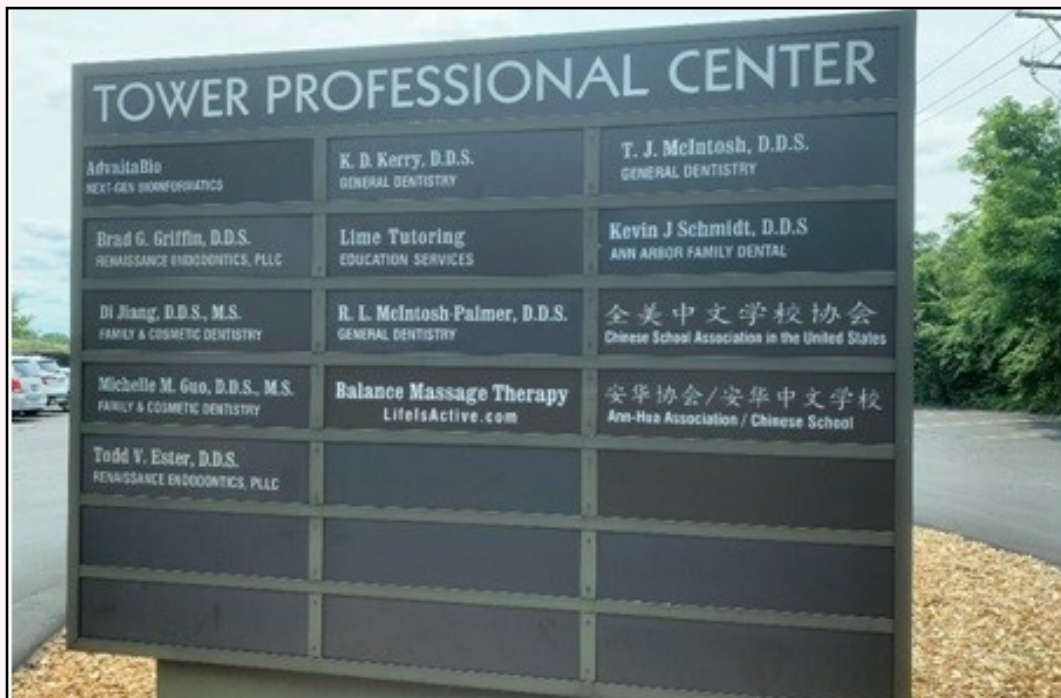 TOWER PROFESSIONAL CENTER
AdvaitaBio
NEXT-GEN BIOINFORMATICS
Brad G. Griffin, D.D.S.
RENAISSANCE ENDODONTICS, PLLC
Di Jiang, D.D.S., M.S.
FAMILY & COSMETIC DENTISTRY
Michelle M. Guo, D.D.S., M.S.
FAMILY & COSMETIC DENTISTRY
Todd V. Ester, D.D.S.
RENAISSANCE ENDODONTICS, PLLC
K. D. Kerry, D.D.S.
GENERAL DENTISTRY
Lime Tutoring
EDUCATION SERVICES
R. L. McIntosh-Palmer, D.D.S.
GENERAL DENTISTRY
Balance Massage Therapy
LifeIsActive.com
T. J. McIntosh, D.D.S.
GENERAL DENTISTRY
Kevin J Schmidt, D.D.S
ANN ARBOR FAMILY DENTAL
全美中文学校协会
Chinese School Association in the United States
安华协会/安华中文学校
Ann-Hua Association / Chinese School